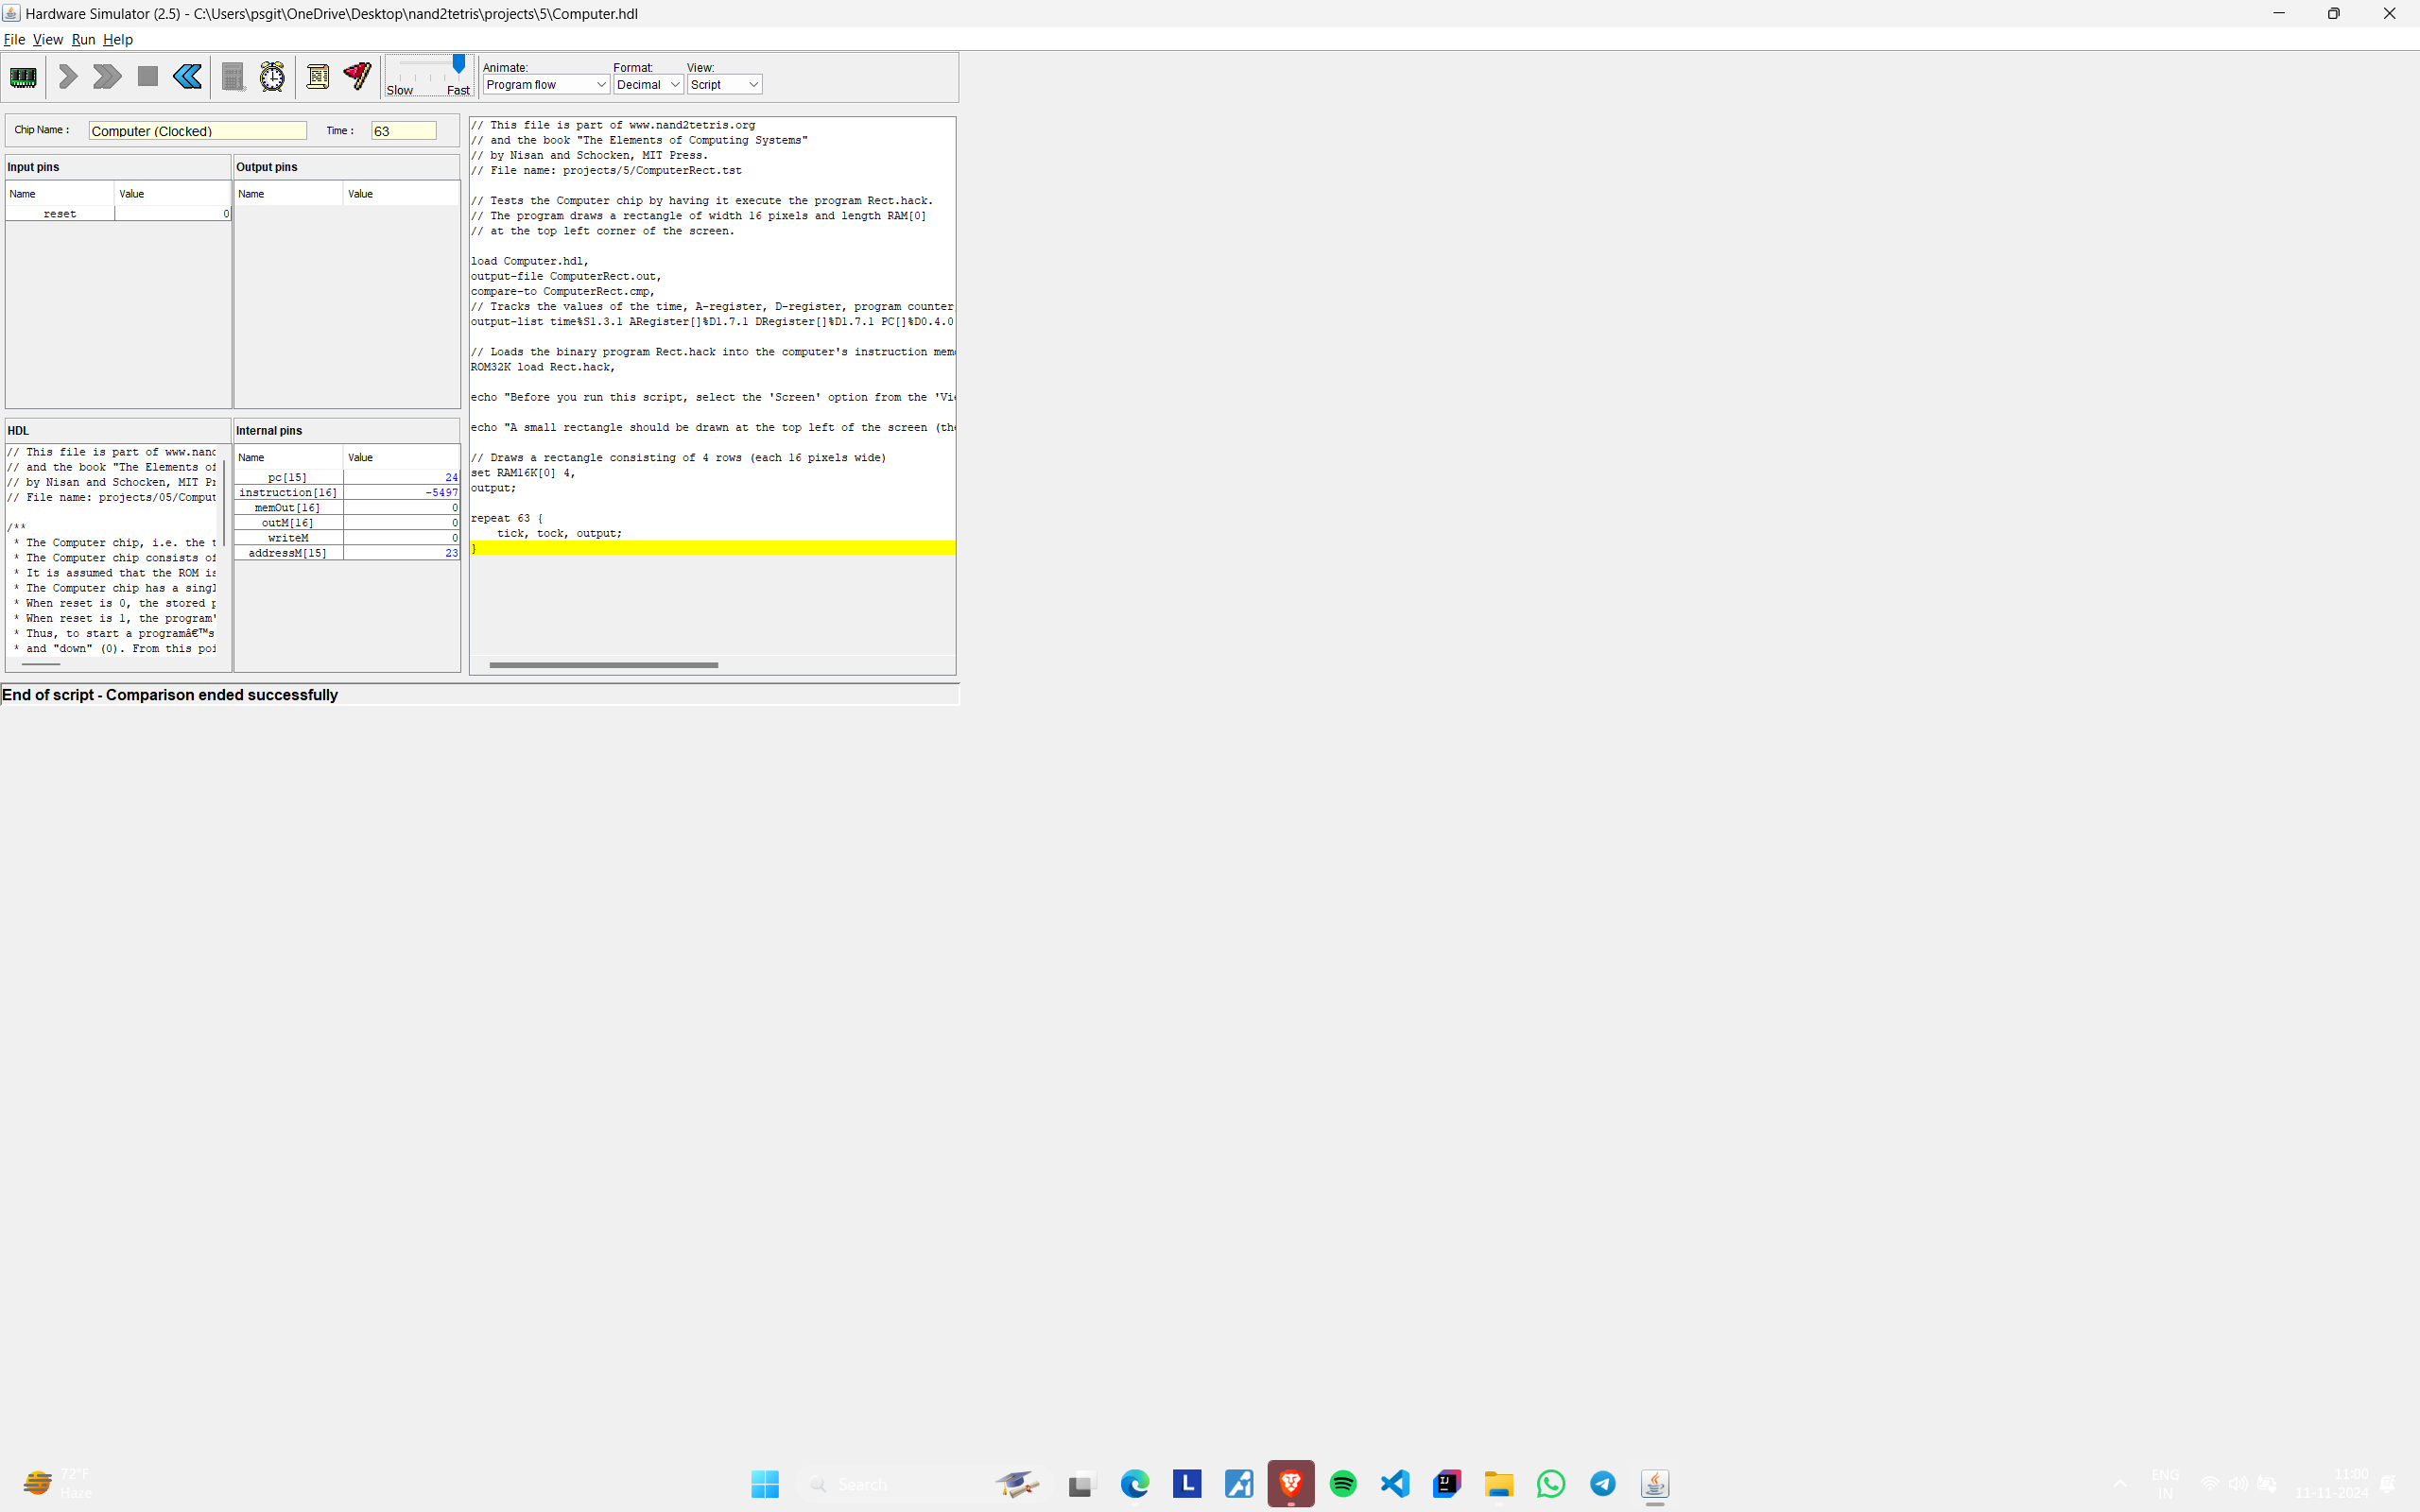 Hardware Simulator (2.5) - C:\Users\psgit\OneDrive\Desktop\nand2tetris\projects\5\Computer.hdl
File View Run Help
Slow Fast
Animate: Format: View:
Program flow Decimal Script
Chip Name : Computer (Clocked) Time : 63
Input pins
Name Value
reset 0
Output pins
Name Value
HDL
// This file is part of www.nand
// and the book "The Elements of
// by Nisan and Schocken, MIT Pr
// File name: projects/05/Comput
/**
* The Computer chip, i.e. the t
* The Computer chip consists of
* It is assumed that the ROM is
* The Computer chip has a singl
* When reset is 0, the stored p
* When reset is 1, the program'
* Thus, to start a programâ€™s
* and "down" (0). From this poi
Internal pins
Name Value
pc[15] 24
instruction[16] -5497
memOut[16] 0
outM[16] 0
writeM 0
addressM[15] 23
// This file is part of www.nand2tetris.org
// and the book "The Elements of Computing Systems"
// by Nisan and Schocken, MIT Press.
// File name: projects/5/ComputerRect.tst
// Tests the Computer chip by having it execute the program Rect.hack.
// The program draws a rectangle of width 16 pixels and length RAM[0]
// at the top left corner of the screen.
load Computer.hdl,
output-file ComputerRect.out,
compare-to ComputerRect.cmp,
// Tracks the values of the time, A-register, D-register, program counter
output-list time%S1.3.1 ARegister[]%D1.7.1 DRegister[]%D1.7.1 PC[]%D0.4.0
// Loads the binary program Rect.hack into the computer's instruction mem
ROM32K load Rect.hack,
echo "Before you run this script, select the 'Screen' option from the 'Vi
echo "A small rectangle should be drawn at the top left of the screen (th
// Draws a rectangle consisting of 4 rows (each 16 pixels wide)
set RAM16K[0] 4,
output;
repeat 63 {
tick, tock, output;
}
End of script - Comparison ended successfully
72°F
Haze
Search
ENG
IN
11:00
11-11-2024